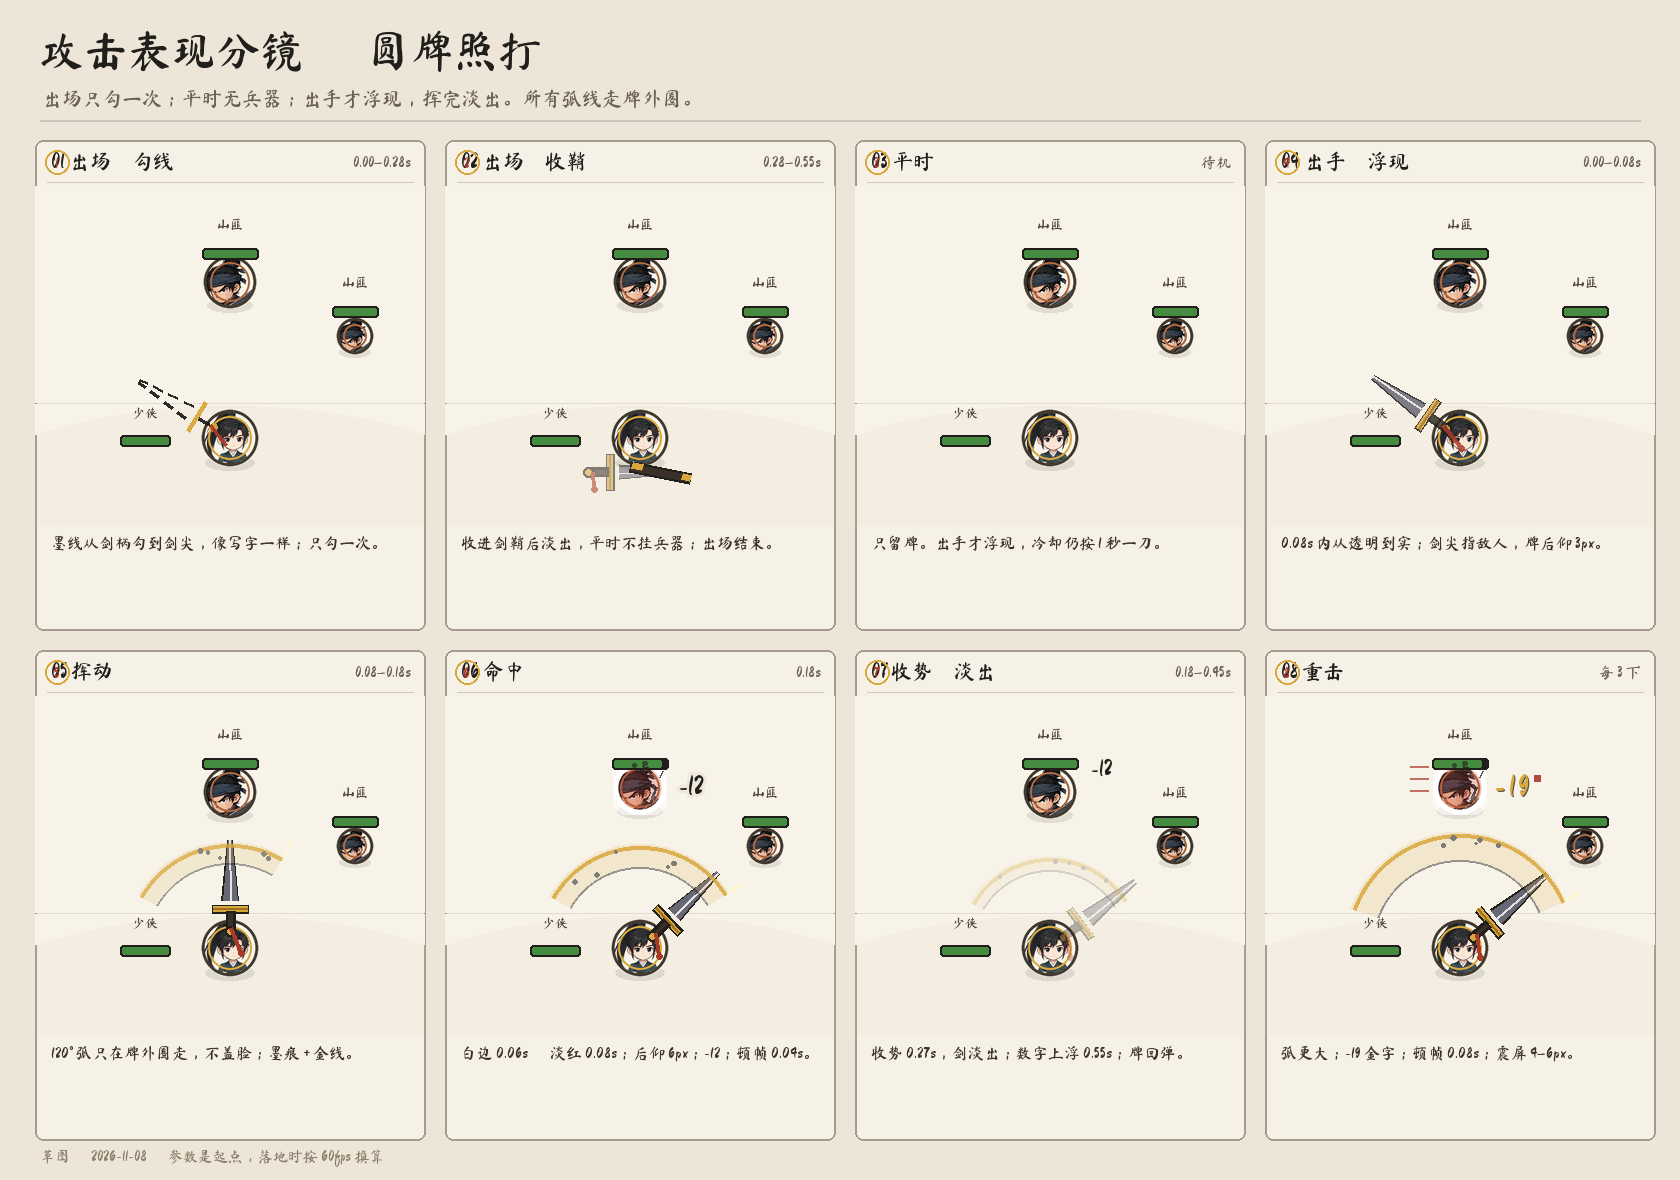 攻击表现分镜 圆牌照打
出场只勾一次；平时无兵器；出手才浮现，挥完淡出。所有弧线走牌外圈。
01 出场 勾线 0.00–0.28s
山匪
山匪
少侠
墨线从剑柄勾到剑尖，像写字一样；只勾一次。
02 出场 收鞘 0.28–0.55s
山匪
山匪
少侠
收进剑鞘后淡出，平时不挂兵器；出场结束。
03 平时 待机
山匪
山匪
少侠
只留牌。出手才浮现，冷却仍按1秒一刀。
04 出手 浮现 0.00–0.08s
山匪
山匪
少侠
0.08s内从透明到实；剑尖指敌人，牌后仰3px。
05 挥动 0.08–0.18s
山匪
山匪
少侠
120°弧只在牌外圈走，不盖脸；墨痕+金线。
06 命中 0.18s
山匪
-12
山匪
少侠
白边0.06s 淡红0.08s；后仰6px；-12；顿帧0.04s。
07 收势 淡出 0.18–0.45s
山匪
-12
山匪
少侠
收势0.27s，剑淡出；数字上浮0.55s；牌回弹。
08 重击 每3下
山匪
-19
山匪
少侠
弧更大；-19金字；顿帧0.08s；震屏4–6px。
草图 2026-11-08 参数是起点，落地时按60fps换算